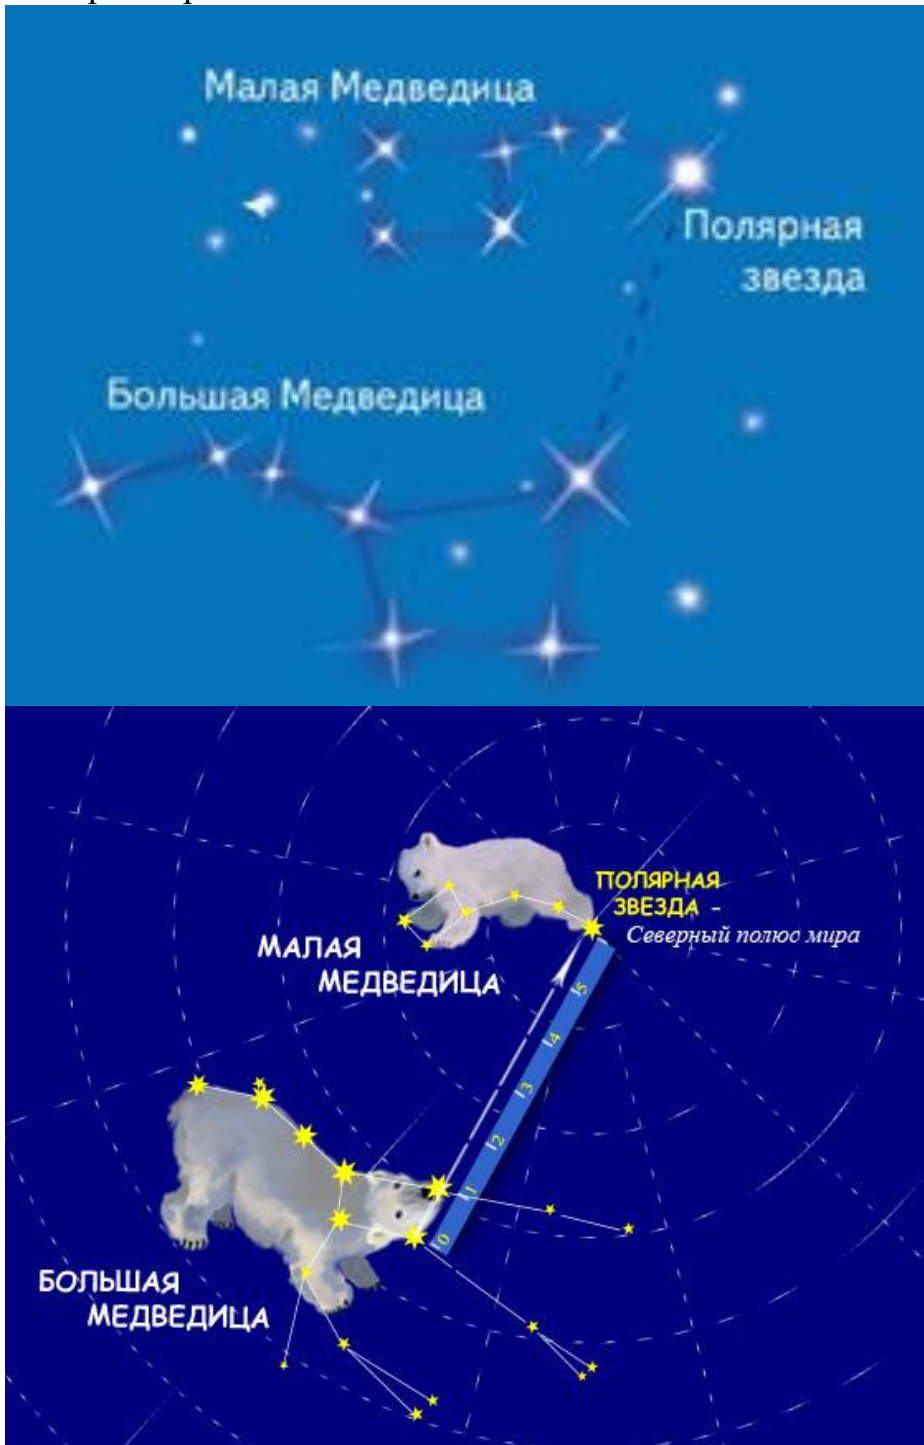 Малая Медведица
Полярная
звезда
Большая Медведица
ПОЛЯРНАЯ
ЗВЕЗДА -
Северный полюс мира
МАЛАЯ
МЕДВЕДИЦА
5
4
3
2
1
0
БОЛЬШАЯ
МЕДВЕДИЦА